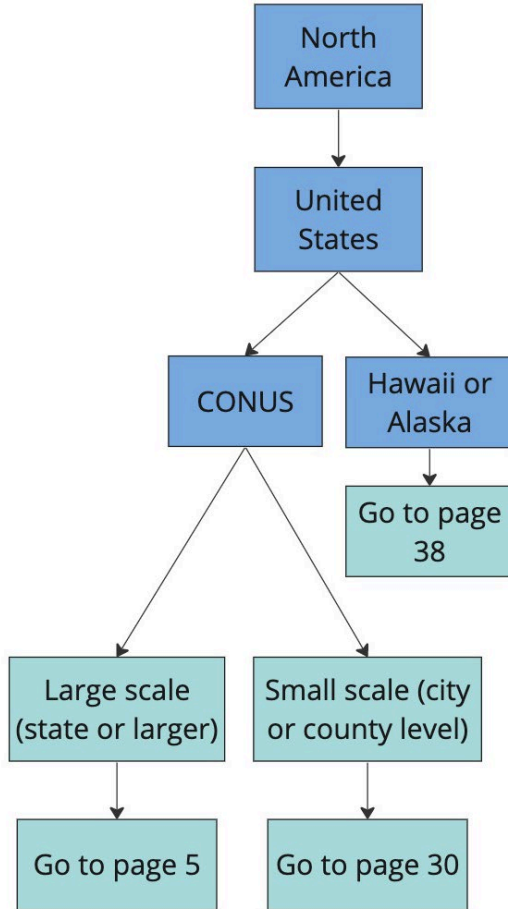 North
America
United
States
CONUS
Hawaii or
Alaska
Go to page
38
Large scale
(state or larger)
Small scale (city
or county level)
Go to page 5
Go to page 30